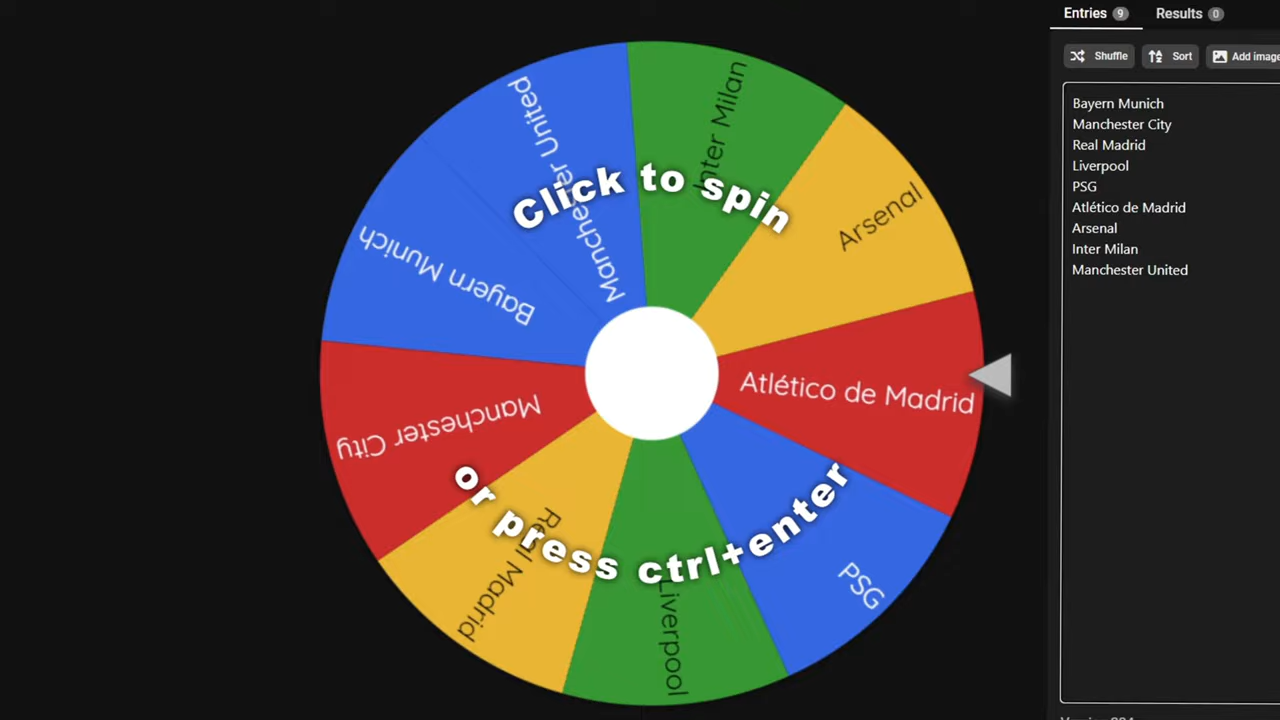 Entries 9
Results 0
Shuffle
Sort
Add image
Bayern Munich
Manchester City
Real Madrid
Liverpool
PSG
Atlético de Madrid
Arsenal
Inter Milan
Manchester United
Click to spin
or press ctrl+enter
Inter Milan
Arsenal
Atlético de Madrid
PSG
Liverpool
Real Madrid
Manchester City
Bayern Munich
Manchester United